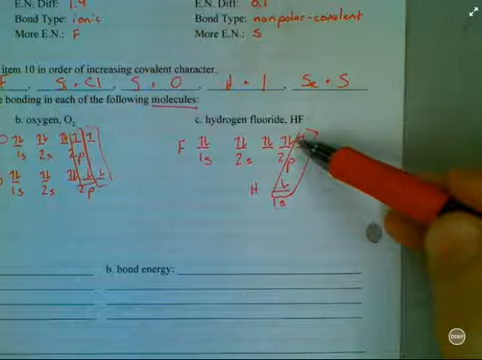 E.N. Diff: 1.9 E.N. Diff: 0.1
Bond Type: ionic Bond Type: nonpolar-covalent
More E.N.: F More E.N.: S
item 10 in order of increasing covalent character.
F S + O H + I Se + S
e bonding in each of the following molecules:
b. oxygen, O₂ c. hydrogen fluoride, HF
O F
1s 2s 2p 1s 2s 2p
1s 2s 2p H
1s
b. bond energy: